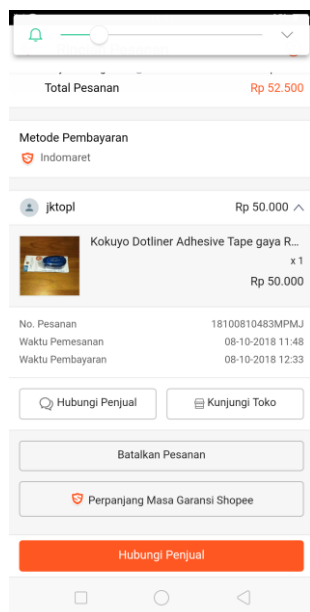 Total Pesanan Rp 52.500
Metode Pembayaran
Indomaret
jktopl Rp 50.000
Kokuyo Dotliner Adhesive Tape gaya R...
x 1
Rp 50.000
No. Pesanan 18100810483MPMJ
Waktu Pemesanan 08-10-2018 11:48
Waktu Pembayaran 08-10-2018 12:33
Hubungi Penjual Kunjungi Toko
Batalkan Pesanan
Perpanjang Masa Garansi Shopee
Hubungi Penjual